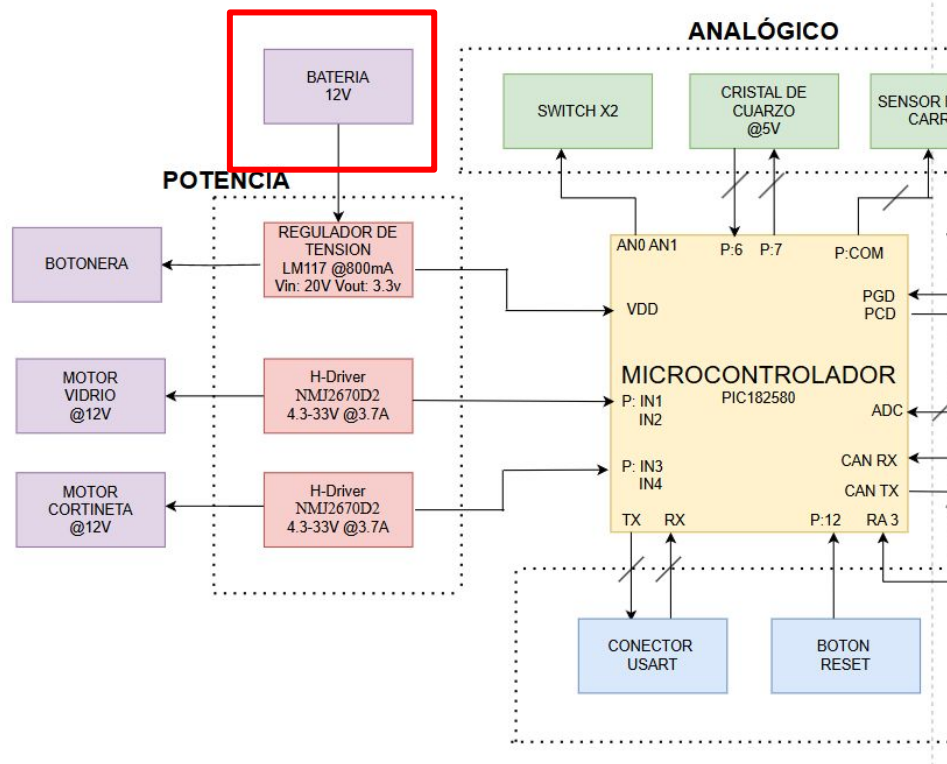 ANALÓGICO
BATERIA
12V
SWITCH X2
CRISTAL DE
CUARZO
@5V
SENSOR
CARR
POTENCIA
REGULADOR DE
TENSION
LM117 @800mA
Vin: 20V Vout: 3.3v
BOTONERA
AN0 AN1
P:6
P:7
P:COM
VDD
PGD
PCD
MOTOR
VIDRIO
@12V
H-Driver
NMJ2670D2
4.3-33V @3.7A
MICROCONTROLADOR
PIC182580
P: IN1
IN2
ADC
MOTOR
CORTINETA
@12V
H-Driver
NMJ2670D2
4.3-33V @3.7A
P: IN3
IN4
CAN RX
CAN TX
TX
RX
P:12
RA 3
CONECTOR
USART
BOTON
RESET